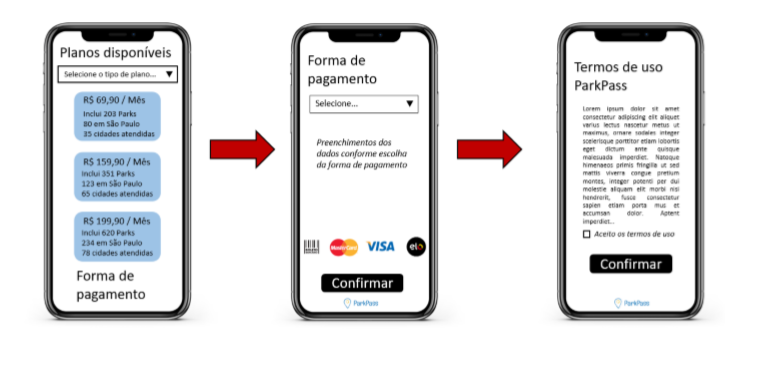 Planos disponíveis
Selecione o tipo de plano...
R$ 69,90 / Mês
Inclui 203 Parks
80 em São Paulo
35 cidades atendidas
R$ 159,90 / Mês
Inclui 351 Parks
123 em São Paulo
65 cidades atendidas
R$ 199,90 / Mês
Inclui 620 Parks
234 em São Paulo
78 cidades atendidas
Forma de
pagamento
Forma de
pagamento
Selecione...
Preenchimentos dos
dados conforme escolha
da forma de pagamento
MasterCard
VISA
elo
Confirmar
ParkPass
Termos de uso
ParkPass
Lorem ipsum dolor sit amet
consectetur adipiscing elit aliquet
varius lectus nascetur metus ut
maximus, ornare sodales integer
scelerisque porttitor etiam lobortis
eget dictum ante quisque
malesuada imperdiet. Natoque
himenaeos primis fringilla ut sed
mattis viverra congue pretium
montes, integer potenti per dui
molestie aliquam elit morbi nisl
hendrerit, fusce consectetur
sapien etiam porta mus et
accumsan dolor. Aptent
imperdiet...
Aceito os termos de uso
Confirmar
ParkPass